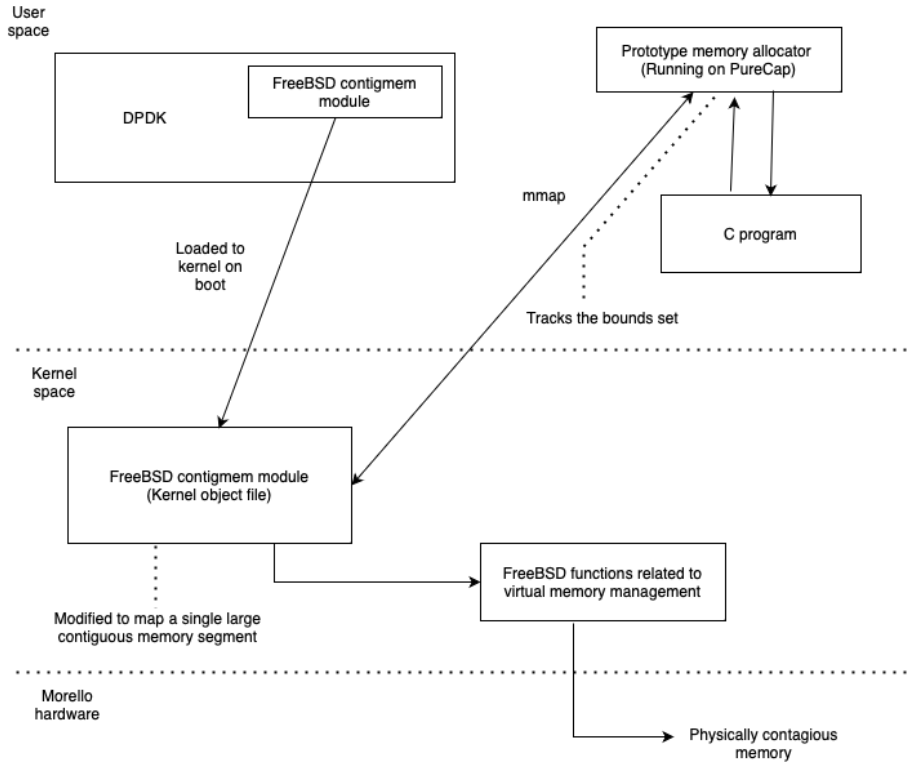 User
space
FreeBSD contigmem
module
DPDK
Prototype memory allocator
(Running on PureCap)
mmap
C program
Loaded to
kernel on
boot
Tracks the bounds set
Kernel
space
FreeBSD contigmem module
(Kernel object file)
FreeBSD functions related to
virtual memory management
Modified to map a single large
contiguous memory segment
Morello
hardware
Physically contagious
memory